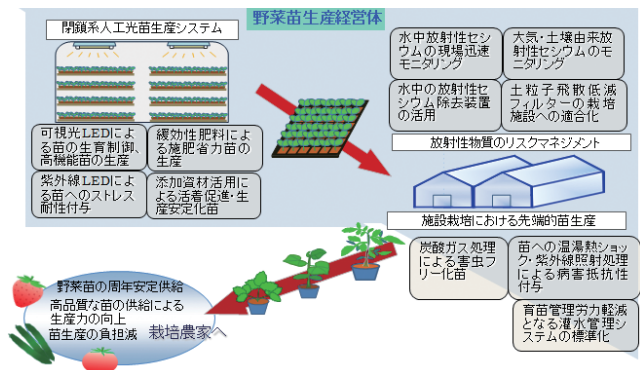 野菜苗生産経営体
閉鎖系人工光苗生産システム
可視光LEDによ
る苗の生育制御、
高機能苗の生産
緩効性肥料によ
る施肥省力苗
の生産
紫外線LEDによ
る苗へのストレス
耐性付与
添加資材活用に
よる活着促進・生
産安定化苗
水中放射性セシ
ウムの現場迅速
モニタリング
大気・土壌由来放
射性セシウムのモ
ニタリング
水中の放射性セ
シウム除去装置
の活用
土粒子飛散低減
フィルターの栽培
施設への適合化
放射性物質のリスクマネジメント
施設栽培における先端的苗生産
炭酸ガス処理
による害虫フ
リー化苗
苗への温湯熱ショッ
ク・紫外線照射処理
による病害抵抗性
付与
育苗管理労力軽減
となる灌水管理シ
ステムの標準化
野菜苗の周年安定供給
高品質な苗の供給による
生産力の向上
苗生産の負担減
栽培農家へ